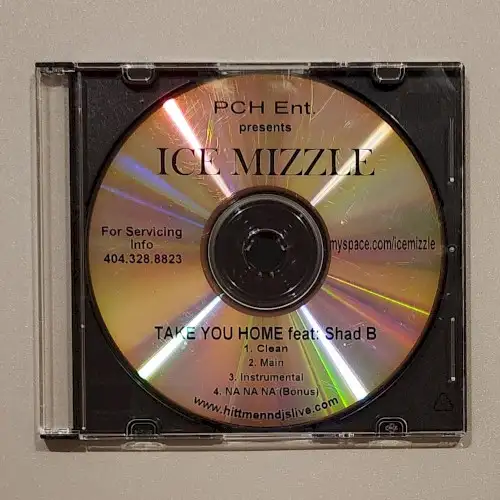 PCH Ent.
presents
ICE MIZZLE
For Servicing
Info
404.328.8823
myspace.com/icemizzle
TAKE YOU HOME feat: Shad B
1. Clean
2. Main
3. Instrumental
4. NA NA NA (Bonus)
www.hittmenndjslive.com